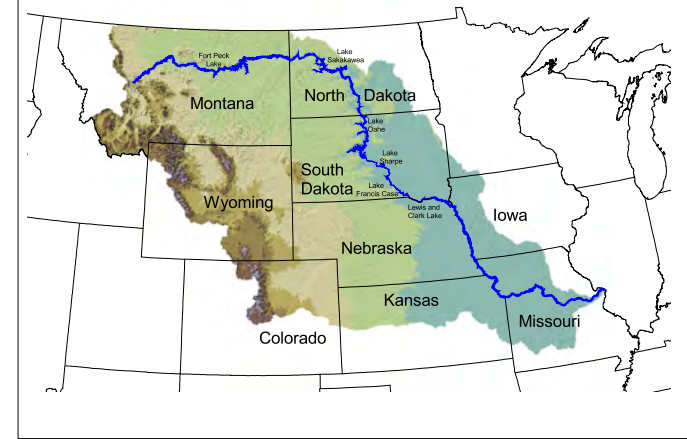 Fort Peck
Lake
Lake
Sakakawea
Montana
North Dakota
Lake
Oahe
Lake
Sharpe
South
Dakota
Lake
Francis Case
Wyoming
Lewis and
Clark Lake
Iowa
Nebraska
Kansas
Missouri
Colorado